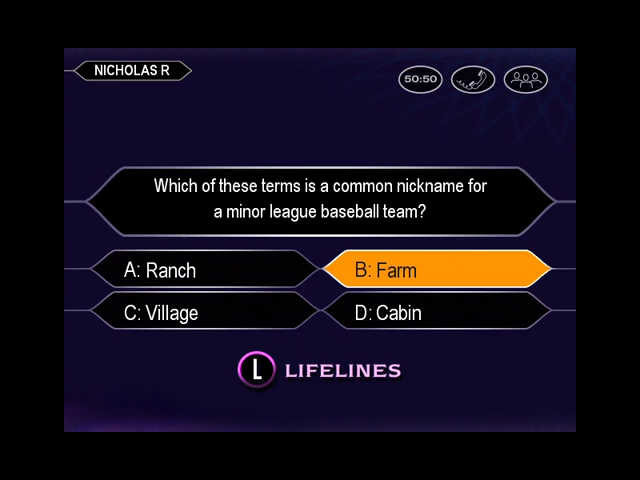 NICHOLAS R
50:50
Which of these terms is a common nickname for
a minor league baseball team?
A: Ranch
B: Farm
C: Village
D: Cabin
L LIFELINES